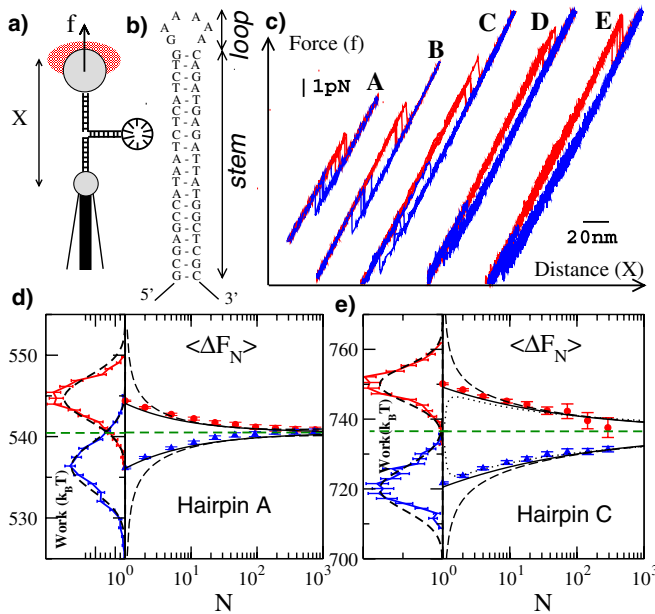 a)
f
X
b)
A A
A A
G A
G - C
T - A
C - G
T - A
A - T
C - G
T - A
C - G
T - A
A - T
A - T
T - A
A - T
C - G
C - G
G - C
A - T
G - C
C - G
G - C
5' 3'
loop
stem
c)
Force (f)
1pN
A B C D E
20nm
Distance (X)
d)
<ΔF_N>
550
540
530
Work (k_BT)
Hairpin A
10^0 10^1 10^2 10^3
N
e)
<ΔF_N>
760
740
720
700
Work(k_BT)
Hairpin C
10^0 10^1 10^2 10^3
N